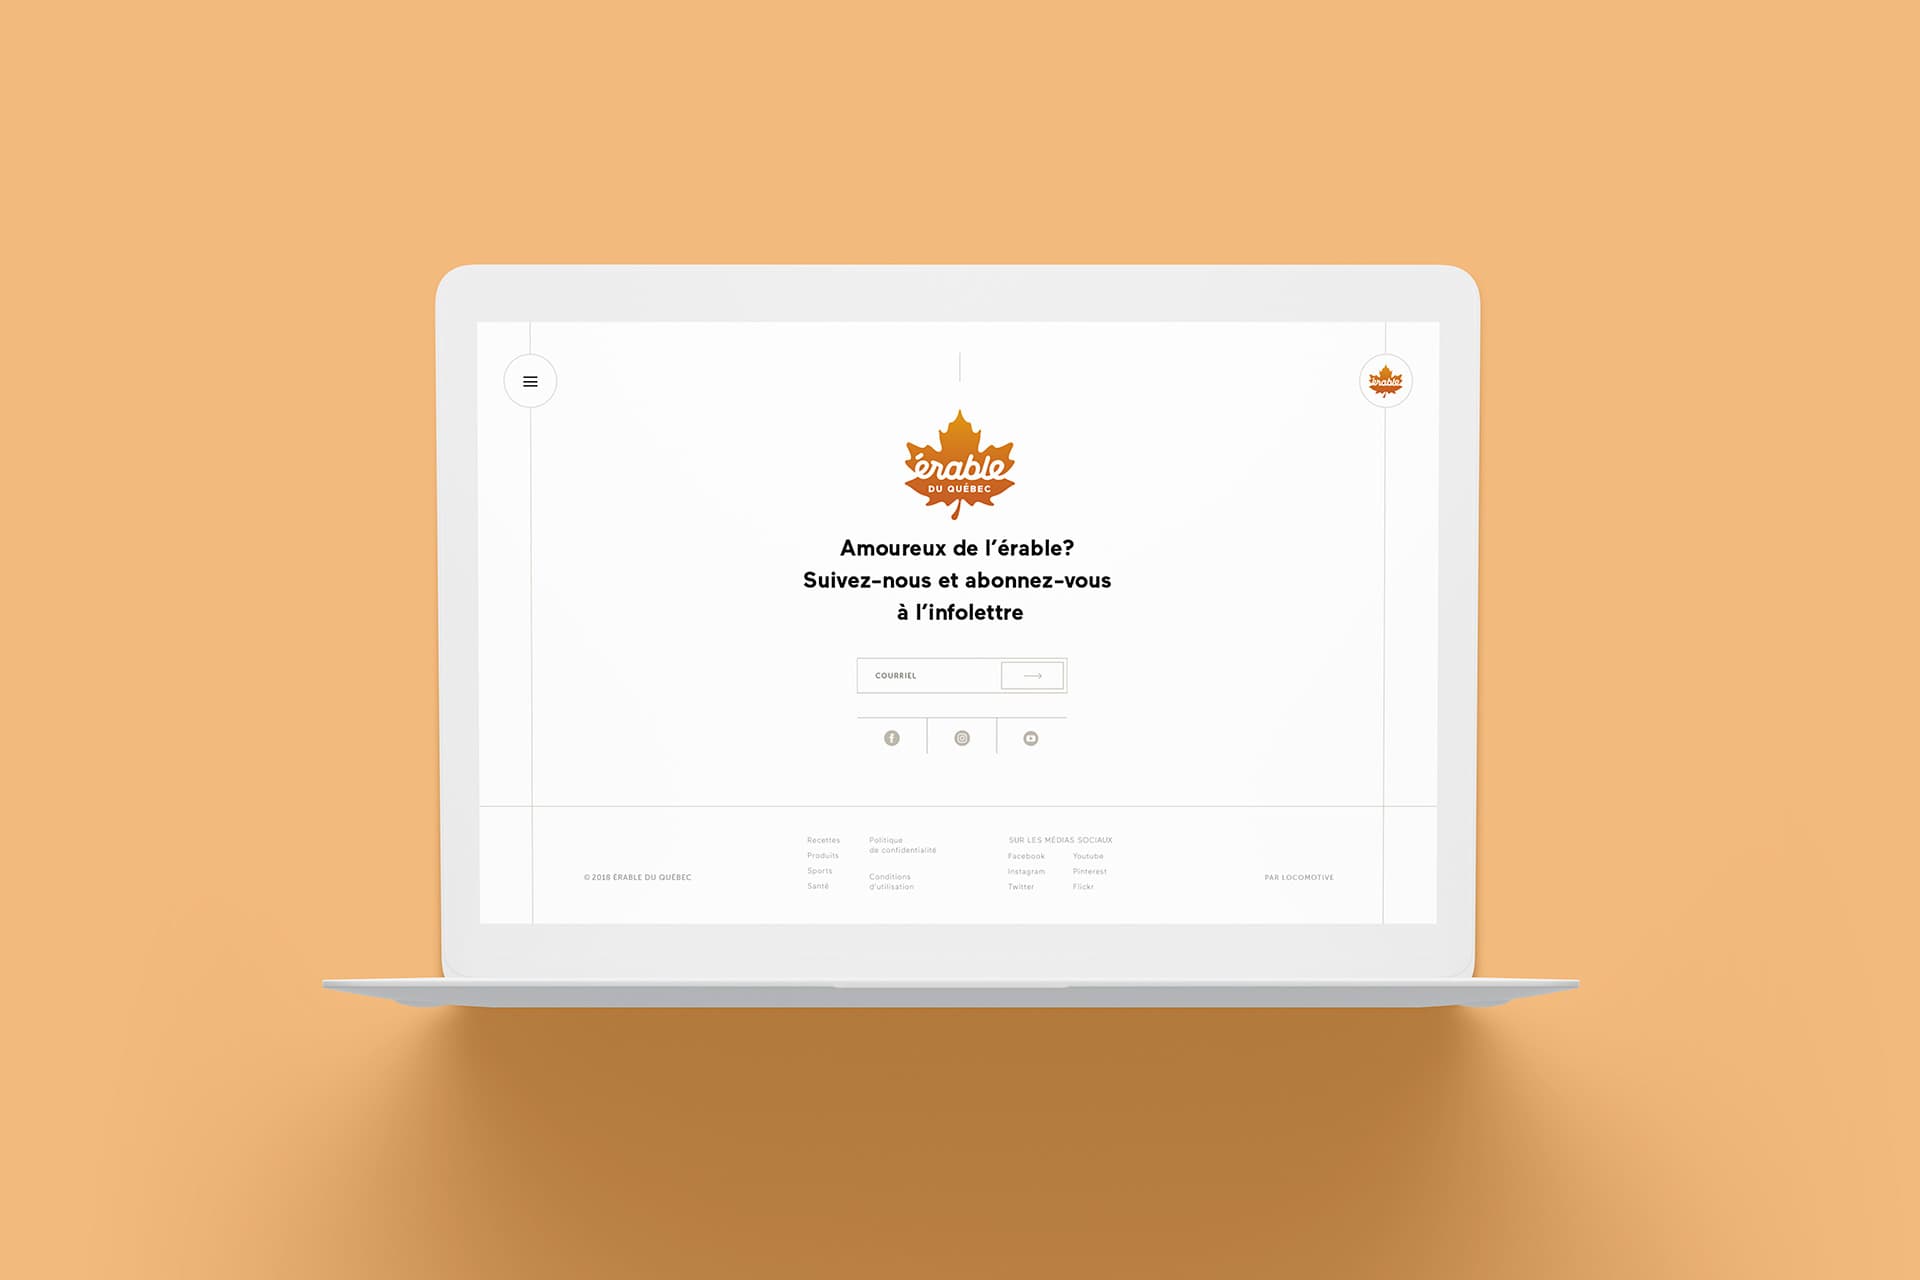 érable
érable
DU QUÉBEC
Amoureux de l'érable?
Suivez-nous et abonnez-vous
à l'infolettre
COURRIEL
© 2018 ÉRABLE DU QUÉBEC
Recettes
Produits
Sports
Santé
Politique
de confidentialité
Conditions
d'utilisation
SUR LES MÉDIAS SOCIAUX
Facebook
Instagram
Twitter
Youtube
Pinterest
Flickr
PAR LOCOMOTIVE